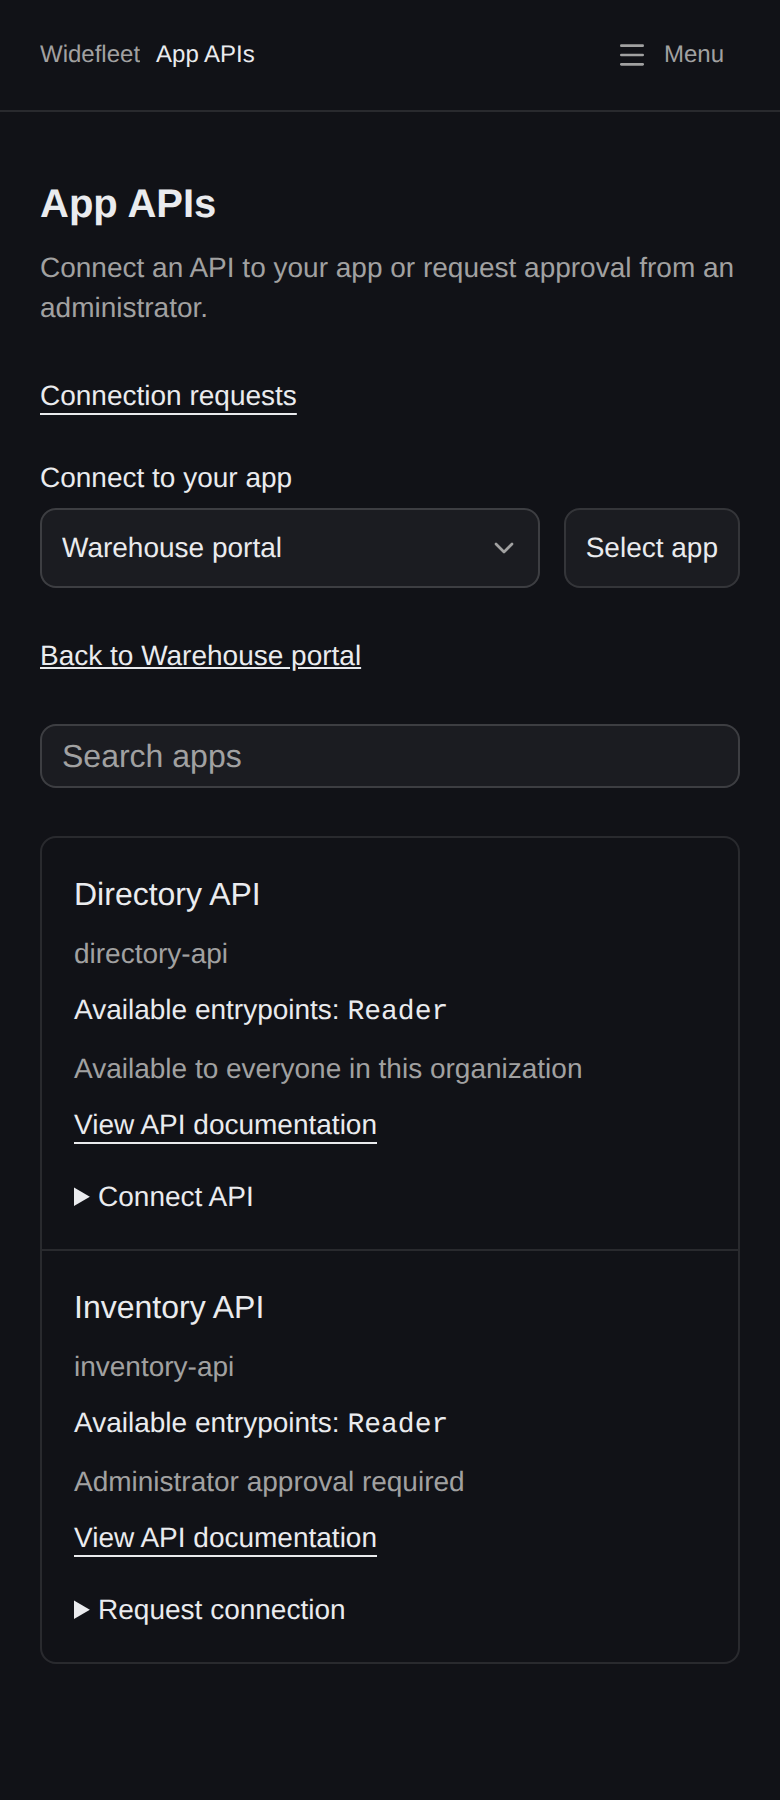 Widefleet App APIs Menu
App APIs
Connect an API to your app or request approval from an
administrator.
Connection requests
Connect to your app
Warehouse portal Select app
Back to Warehouse portal
Search apps
Directory API
directory-api
Available entrypoints: Reader
Available to everyone in this organization
View API documentation
Connect API
Inventory API
inventory-api
Available entrypoints: Reader
Administrator approval required
View API documentation
Request connection